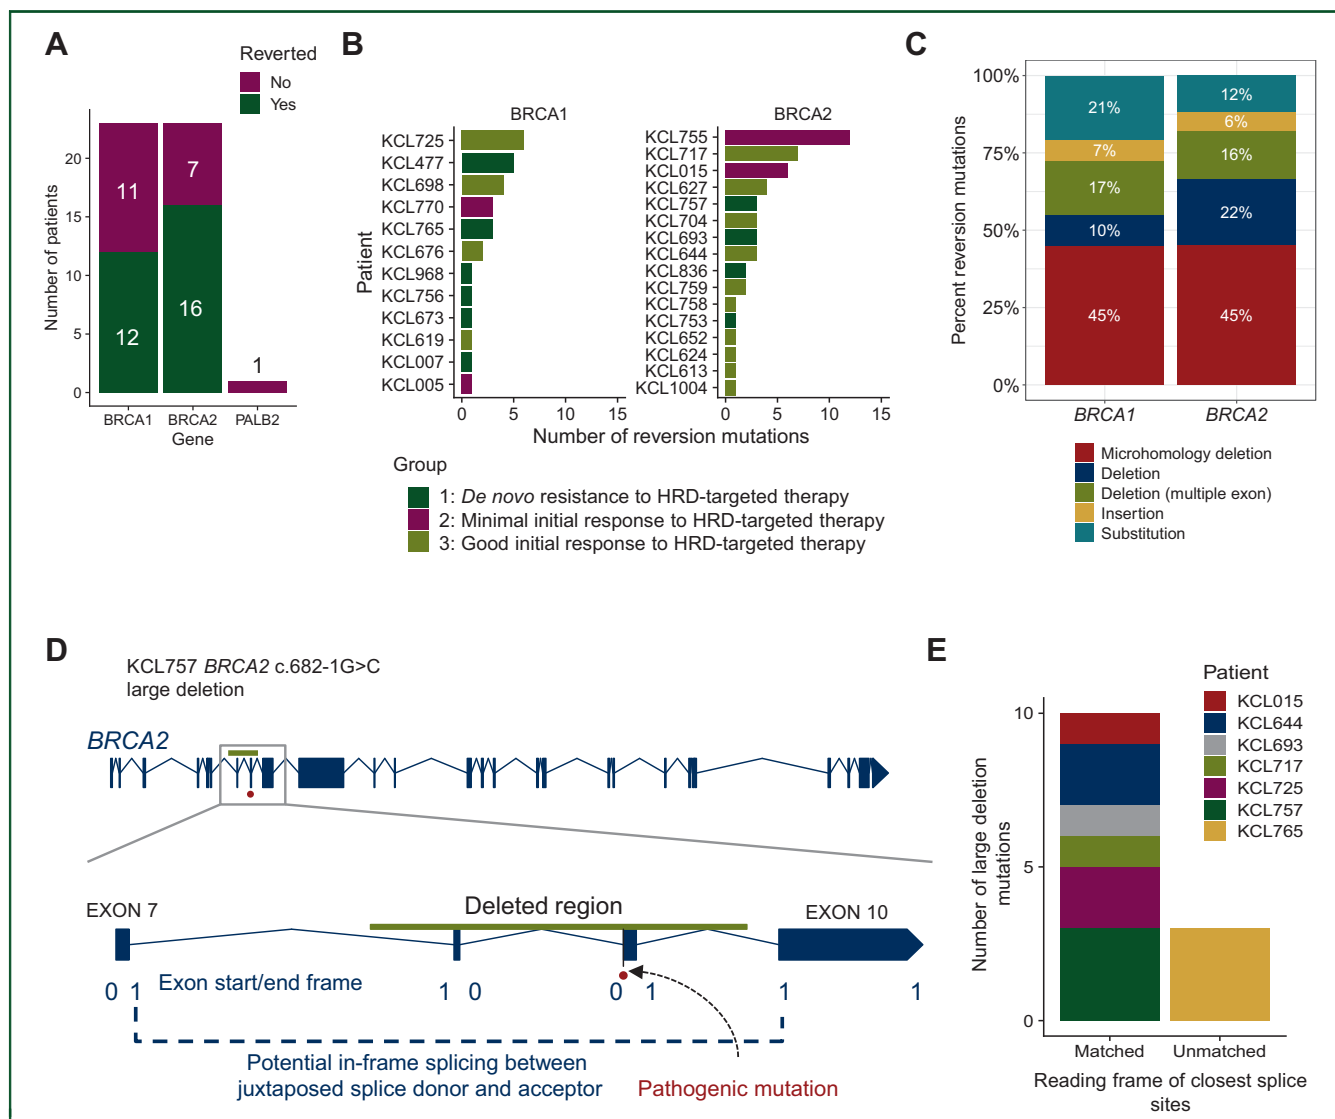 A
Reverted
No
Yes
Number of patients
20
15
10
5
0
11
12
7
16
1
BRCA1
BRCA2
PALB2
Gene
B
BRCA1
BRCA2
Patient
KCL725
KCL477
KCL698
KCL770
KCL765
KCL676
KCL968
KCL756
KCL673
KCL619
KCL007
KCL005
0 5 10 15
KCL755
KCL717
KCL015
KCL627
KCL757
KCL704
KCL693
KCL644
KCL836
KCL759
KCL758
KCL753
KCL652
KCL624
KCL613
KCL1004
0 5 10 15
Number of reversion mutations
Group
1: De novo resistance to HRD-targeted therapy
2: Minimal initial response to HRD-targeted therapy
3: Good initial response to HRD-targeted therapy
C
Percent reversion mutations
100%
75%
50%
25%
0%
21%
7%
17%
10%
45%
12%
6%
16%
22%
45%
BRCA1
BRCA2
Microhomology deletion
Deletion
Deletion (multiple exon)
Insertion
Substitution
D
KCL757 BRCA2 c.682-1G>C
large deletion
BRCA2
EXON 7
Deleted region
EXON 10
0 1
Exon start/end frame
1 0
0 1
1
1
Potential in-frame splicing between
juxtaposed splice donor and acceptor
Pathogenic mutation
E
Patient
KCL015
KCL644
KCL693
KCL717
KCL725
KCL757
KCL765
Number of large deletion
mutations
10
5
0
Matched
Unmatched
Reading frame of closest splice
sites